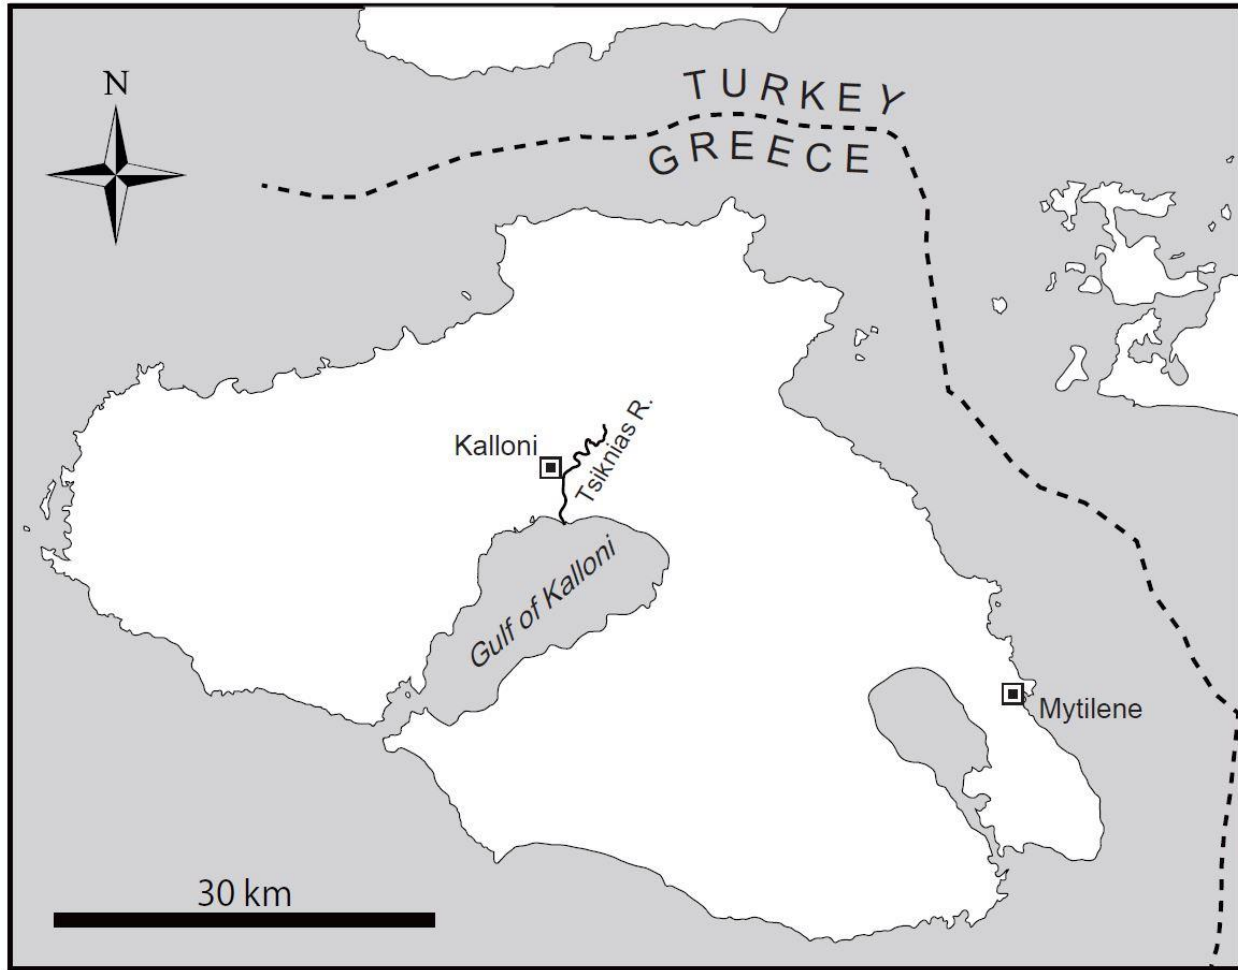 N
TURKEY
GREECE
Kalloni
Tsiknias R.
Gulf of Kalloni
Mytilene
30 km